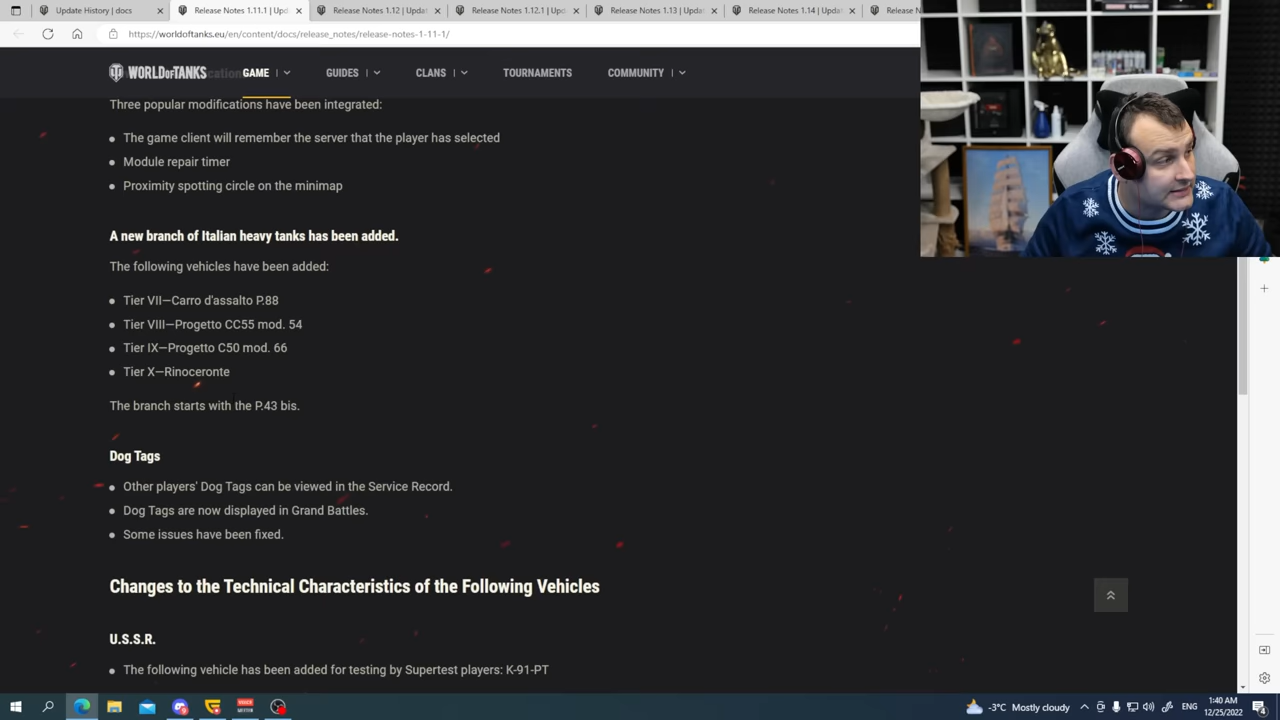 Update History | docs
Release Notes 1.11.1 | Upd
Release Notes 1.12 | Updat
Release Notes 1.12.1 | Upd
Release Notes 1.13 | Updat
Release Notes 1.14 | Updat
Release N
https://worldoftanks.eu/en/content/docs/release_notes/release-notes-1-11-1/
WORLD OF TANKS
GAME
GUIDES
CLANS
TOURNAMENTS
COMMUNITY
Three popular modifications have been integrated:
The game client will remember the server that the player has selected
Module repair timer
Proximity spotting circle on the minimap
A new branch of Italian heavy tanks has been added.
The following vehicles have been added:
Tier VII—Carro d'assalto P.88
Tier VIII—Progetto CC55 mod. 54
Tier IX—Progetto C50 mod. 66
Tier X—Rinoceronte
The branch starts with the P.43 bis.
Dog Tags
Other players' Dog Tags can be viewed in the Service Record.
Dog Tags are now displayed in Grand Battles.
Some issues have been fixed.
Changes to the Technical Characteristics of the Following Vehicles
U.S.S.R.
The following vehicle has been added for testing by Supertest players: K-91-PT
-3°C Mostly cloudy
ENG
1:40 AM
12/25/2022
4